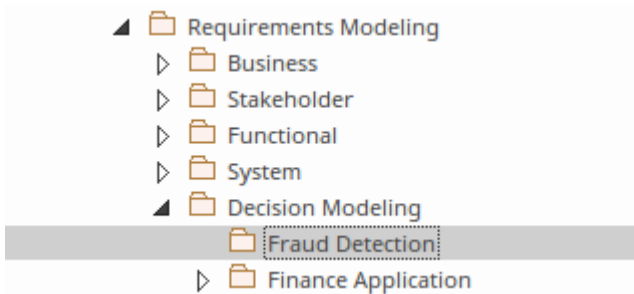 Requirements Modeling
Business
Stakeholder
Functional
System
Decision Modeling
Fraud Detection
Finance Application